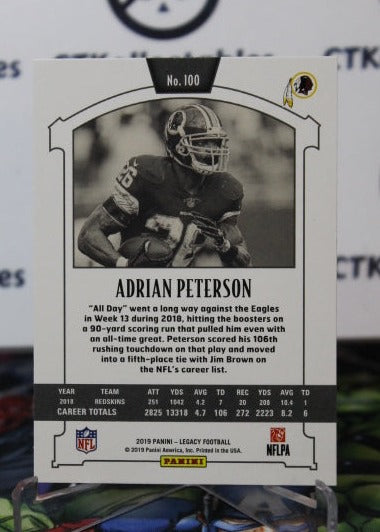 CTK
ectables
No. 100
26
ADRIAN PETERSON
"All Day" went a long way against the Eagles
in Week 13 during 2018, hitting the boosters on
a 90-yard scoring run that pulled him even with
an all-time great. Peterson scored his 106th
rushing touchdown on that play and moved
into a fifth-place tie with Jim Brown on
the NFL's career list.
YEAR TEAM ATT YDS AVG TD REC YDS AVG TD
2018 REDSKINS 251 1042 4.2 7 20 208 10.4 1
CAREER TOTALS 2825 13318 4.7 106 272 2223 8.2 6
2019 PANINI – LEGACY FOOTBALL
© 2019 Panini America, Inc. Printed in the USA.
NFL
PANINI
NFLPA